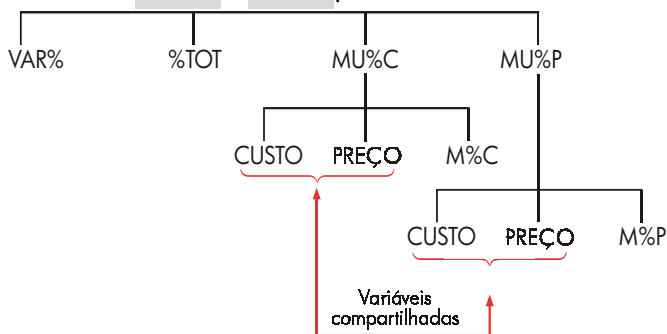 VAR% %TOT MU%C MU%P
CUSTO PREÇO M%C
CUSTO PREÇO M%P
Variáveis
compartilhadas